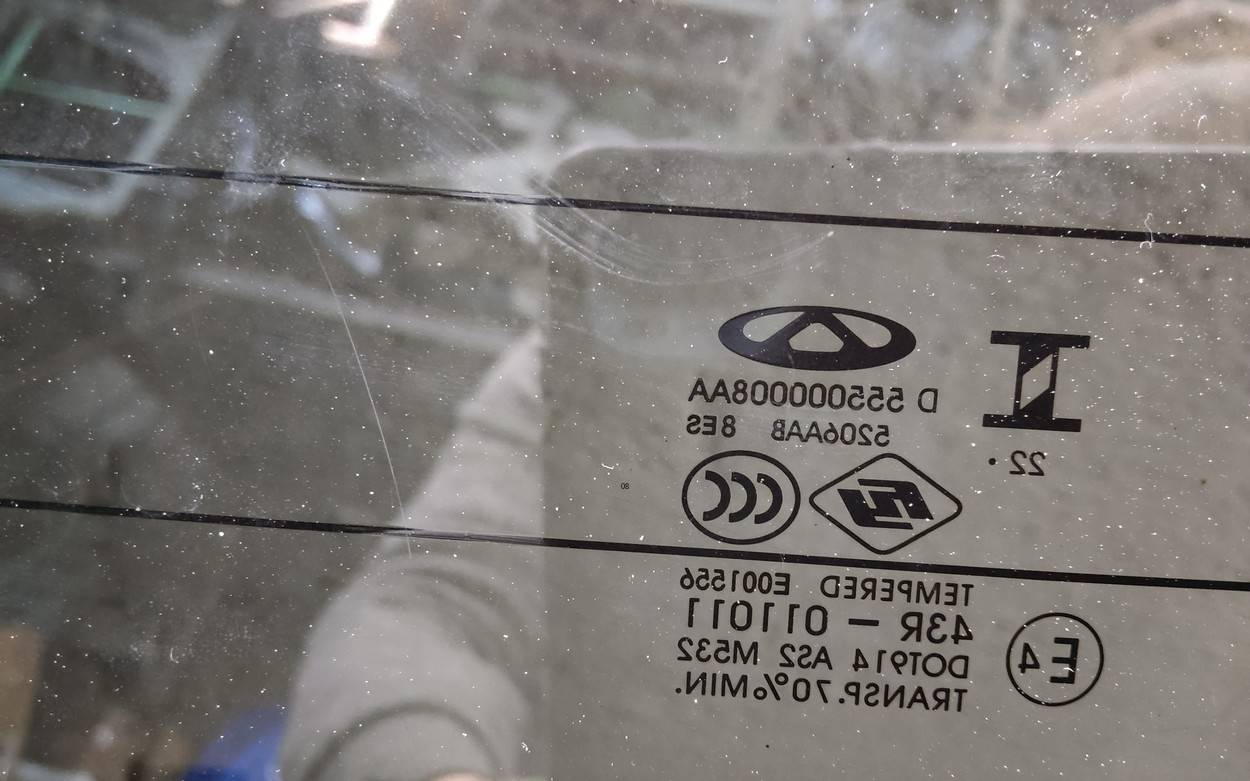 D 555000008AA
5206AAB 8ES
22 .
CCC
TEMPERED E001556
43R – 011011
DOT914 AS2 M532
TRANSP.70%MIN.
E4